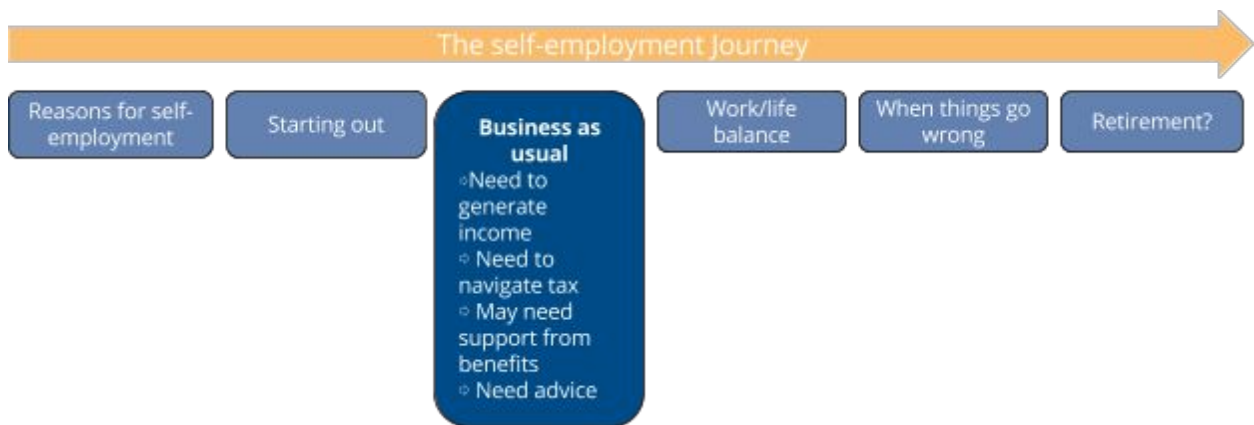 The self-employment Journey
Reasons for self-
employment
Starting out
Business as
usual
⇨Need to
generate
income
⇨ Need to
navigate tax
⇨ May need
support from
benefits
⇨ Need advice
Work/life
balance
When things go
wrong
Retirement?